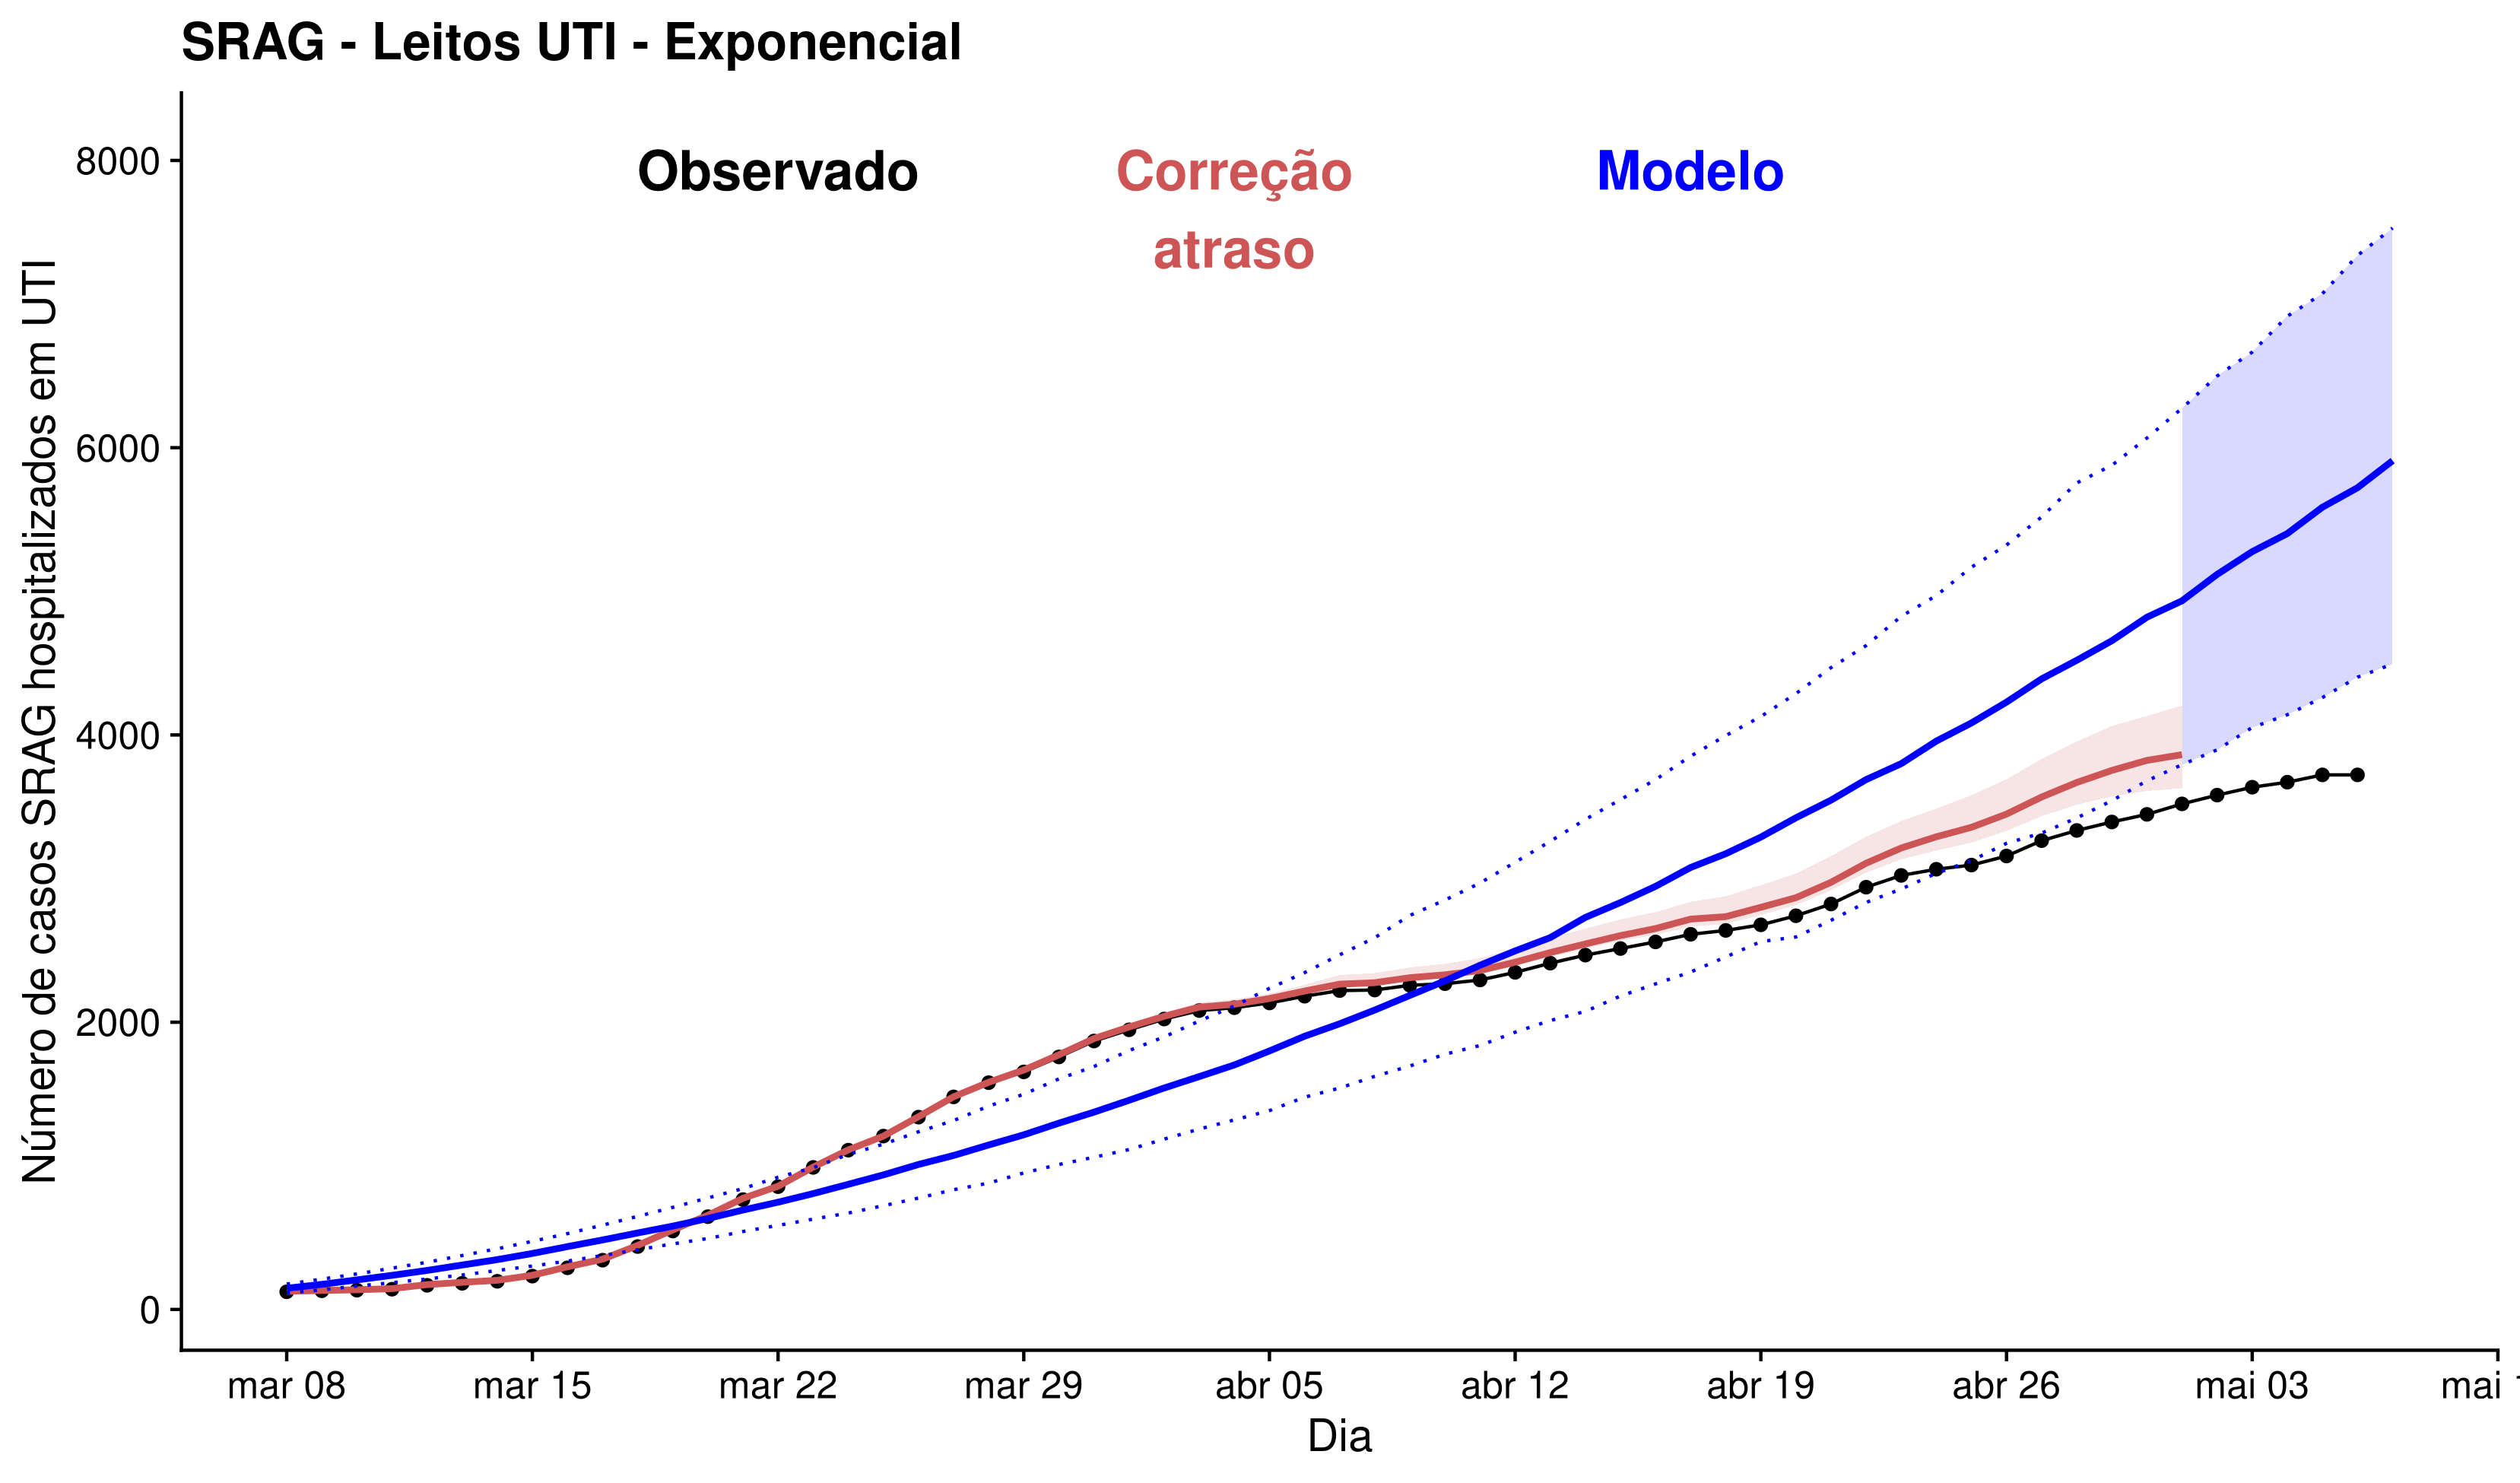 SRAG - Leitos UTI - Exponencial
Observado
Correção
atraso
Modelo
Número de casos SRAG hospitalizados em UTI
8000
6000
4000
2000
0
mar 08 mar 15 mar 22 mar 29 abr 05 abr 12 abr 19 abr 26 mai 03 mai
Dia